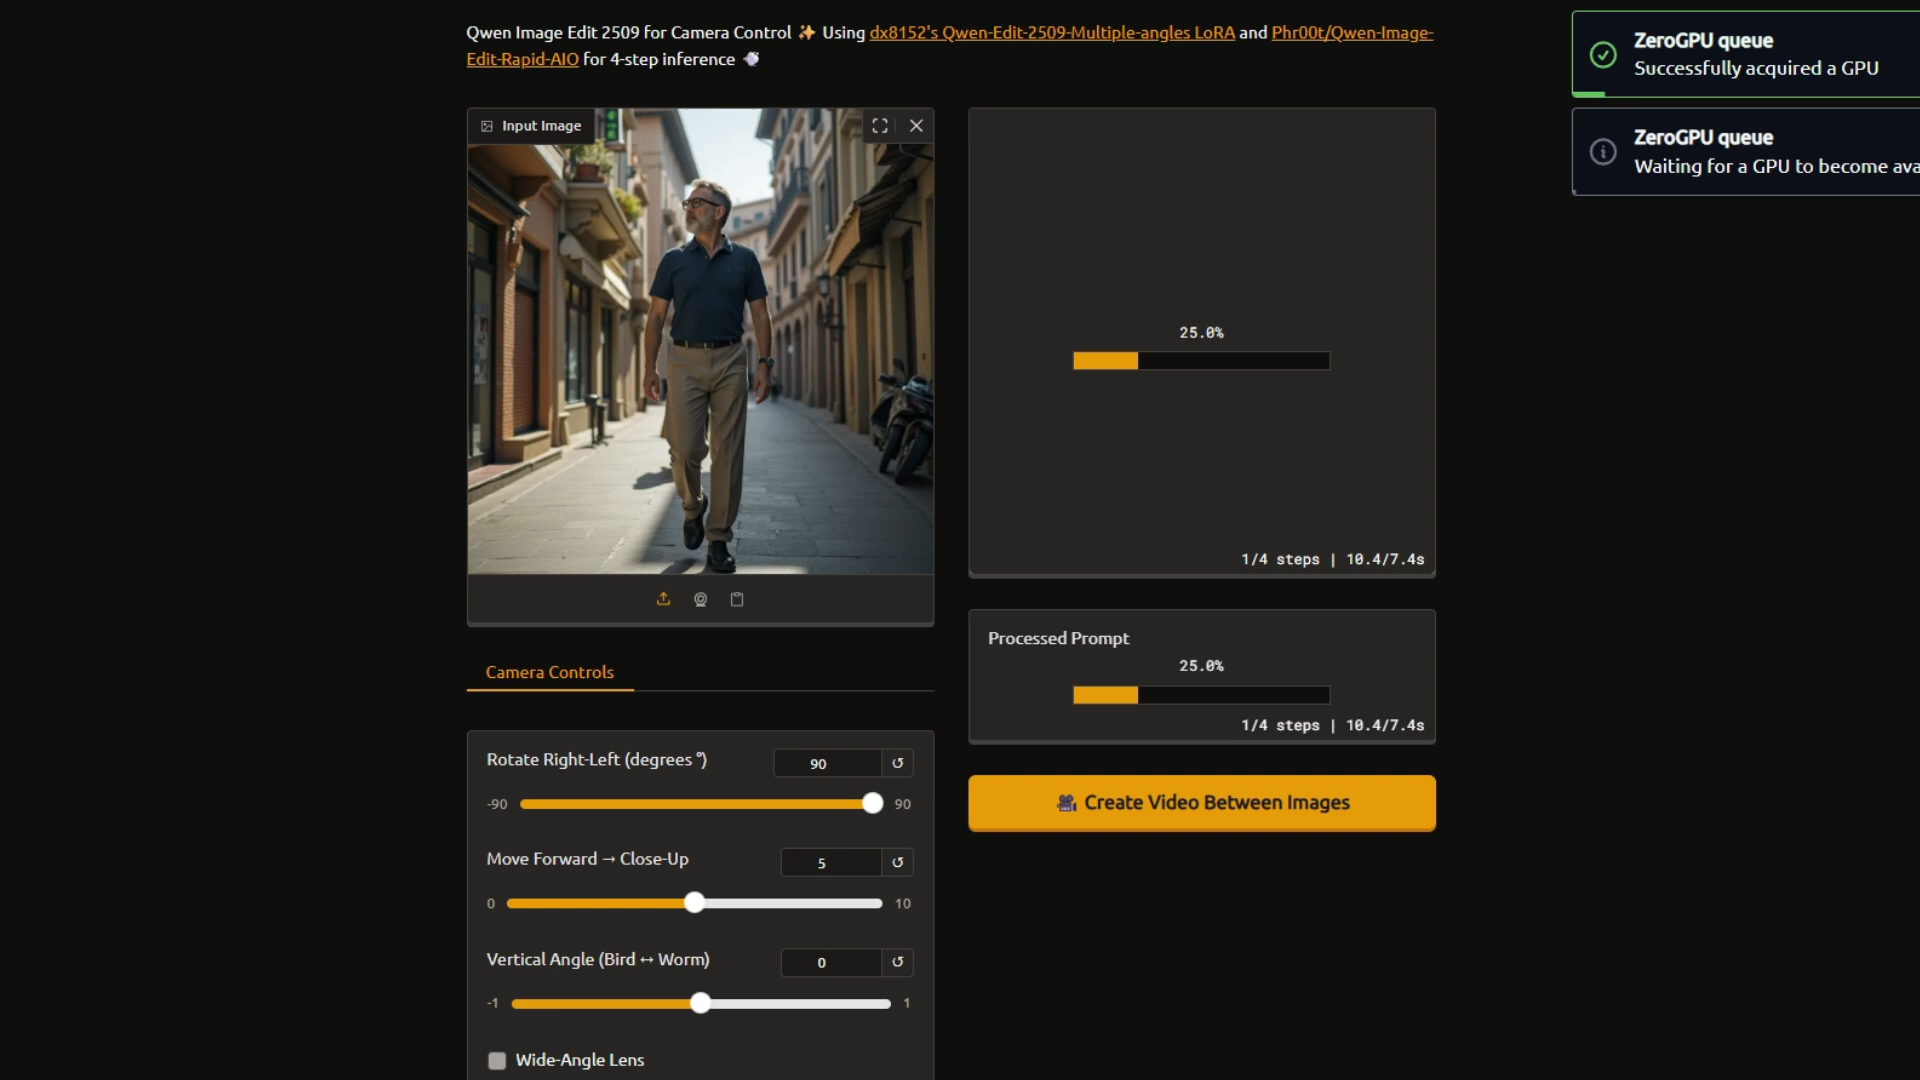 Qwen Image Edit 2509 for Camera Control ✨ Using dx8152's Qwen-Edit-2509-Multiple-angles LoRA and Phr00t/Qwen-Image-
Edit-Rapid-AIO for 4-step inference 💨
ZeroGPU queue
Successfully acquired a GPU
ZeroGPU queue
Waiting for a GPU to become ava
Input Image
25.0%
1/4 steps | 10.4/7.4s
Processed Prompt
25.0%
1/4 steps | 10.4/7.4s
🎥 Create Video Between Images
Camera Controls
Rotate Right-Left (degrees °)
90
↺
-90
90
Move Forward → Close-Up
5
↺
0
10
Vertical Angle (Bird ↔ Worm)
0
↺
-1
1
Wide-Angle Lens